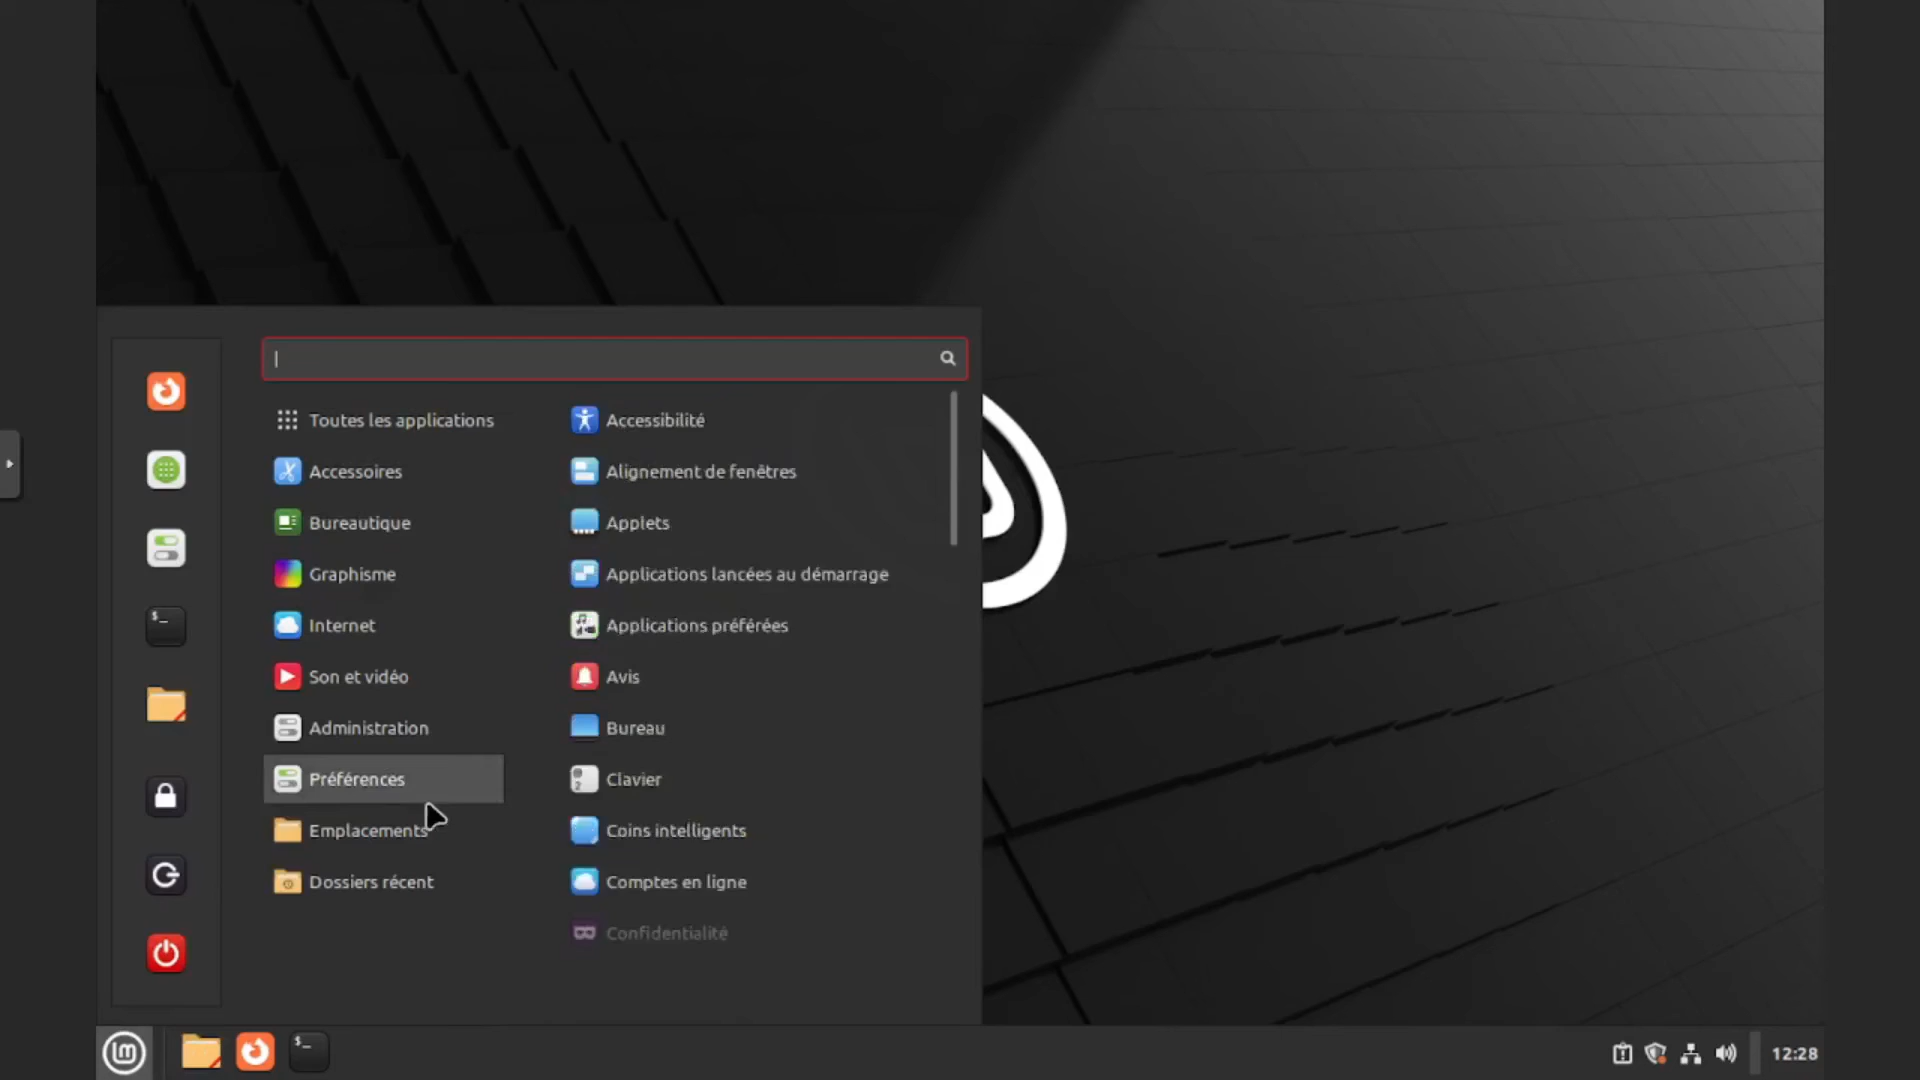 Toutes les applications
Accessoires
Bureautique
Graphisme
Internet
Son et vidéo
Administration
Préférences
Emplacements
Dossiers récent
Accessibilité
Alignement de fenêtres
Applets
Applications lancées au démarrage
Applications préférées
Avis
Bureau
Clavier
Coins intelligents
Comptes en ligne
Confidentialité
12:28